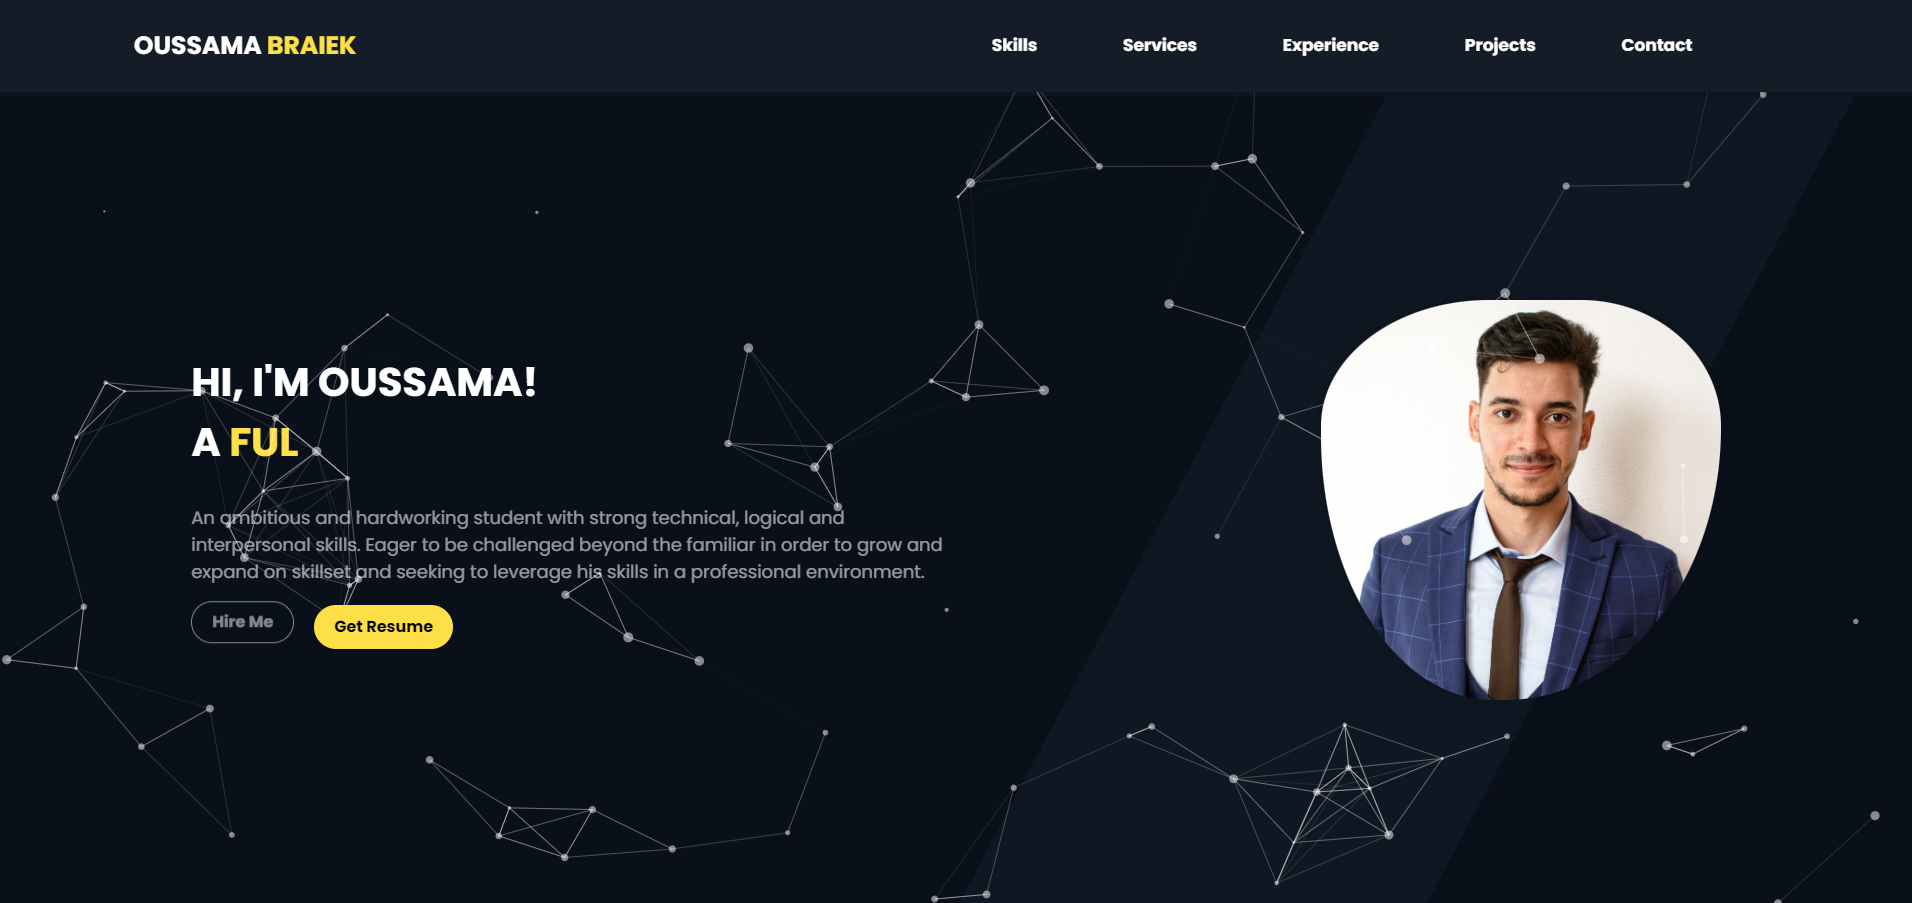 OUSSAMA BRAIEK
Skills Services Experience Projects Contact
HI, I'M OUSSAMA!
A FUL
An ambitious and hardworking student with strong technical, logical and
interpersonal skills. Eager to be challenged beyond the familiar in order to grow and
expand on skillset and seeking to leverage his skills in a professional environment.
Hire Me Get Resume